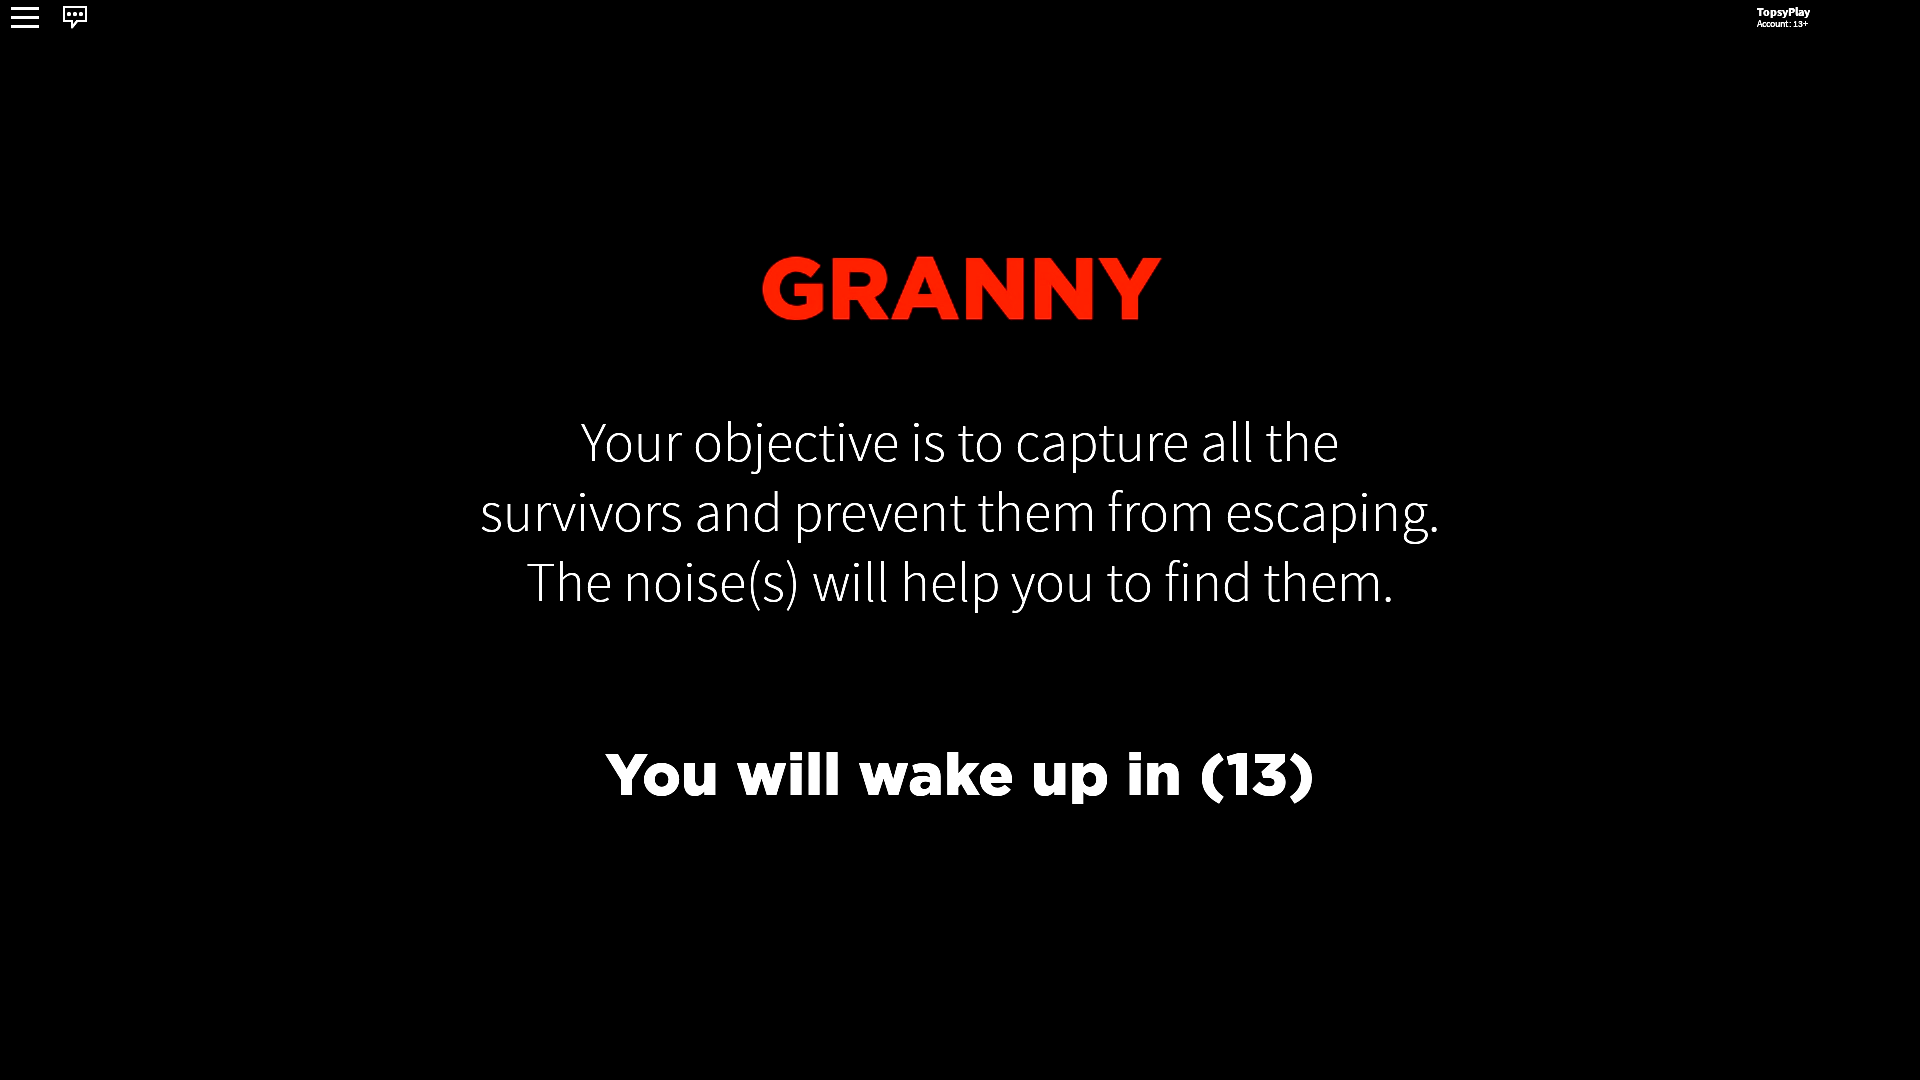 TopsyPlay
Account: 13+
GRANNY
Your objective is to capture all the
survivors and prevent them from escaping.
The noise(s) will help you to find them.
You will wake up in (13)